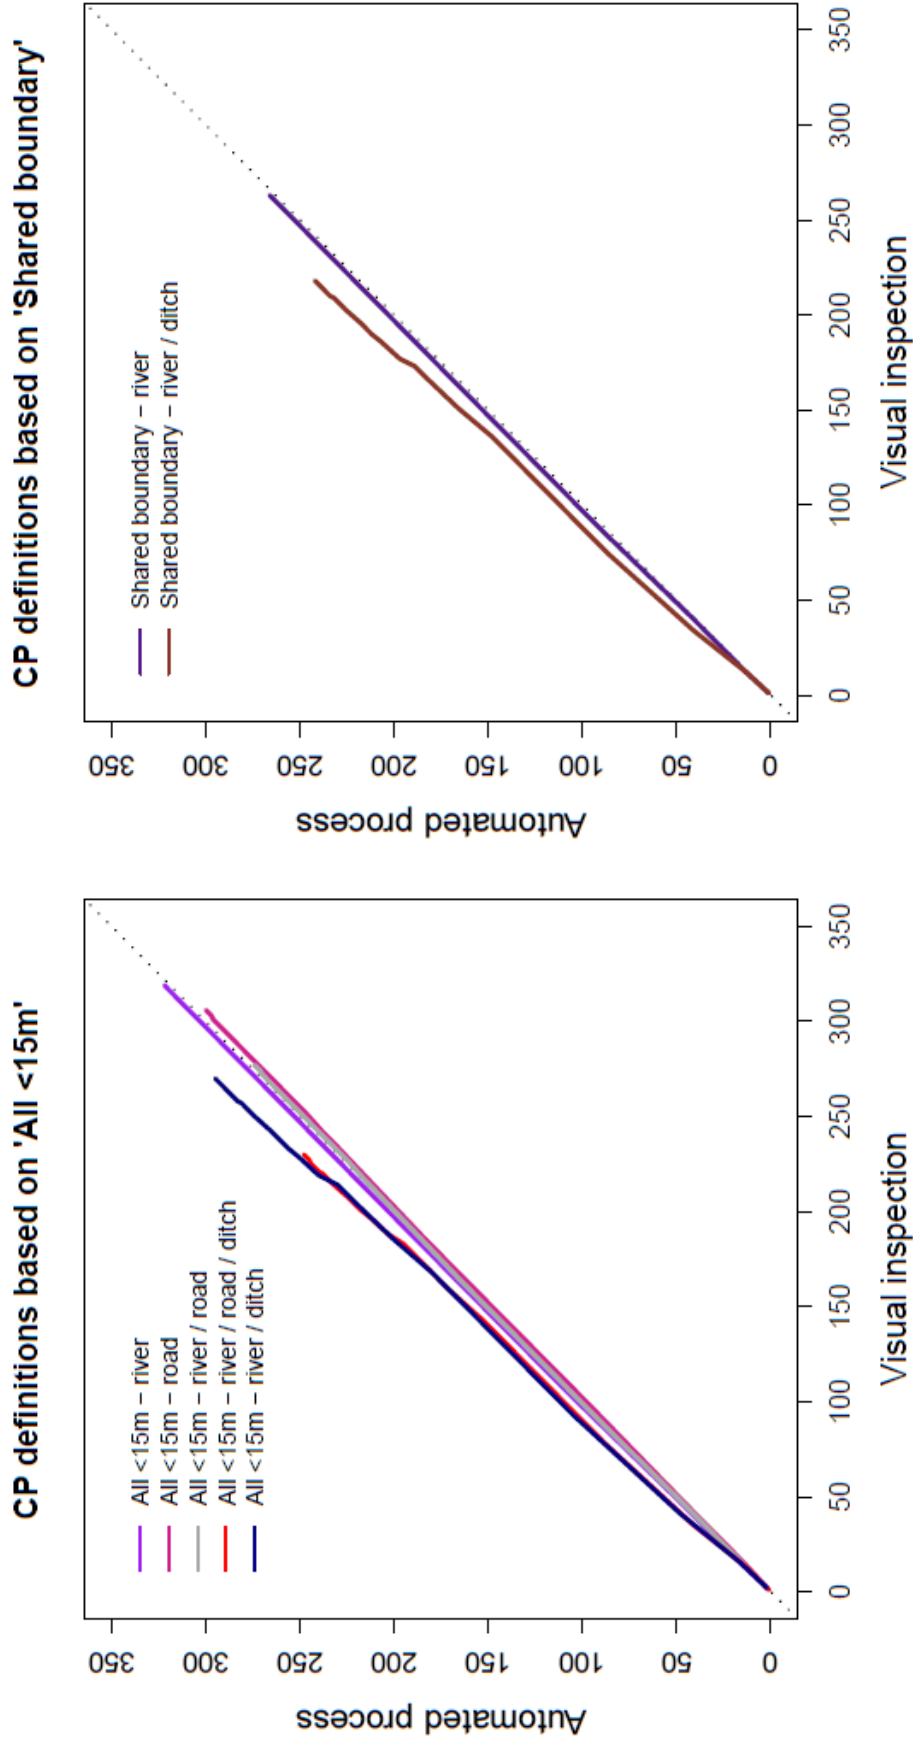 CP definitions based on 'All <15m'
All <15m – river
All <15m – road
All <15m – river / road
All <15m – river / road / ditch
All <15m – river / ditch
Automated process
0
50
100
150
200
250
300
350
0
50
100
150
200
250
300
350
Visual inspection
CP definitions based on 'Shared boundary'
Shared boundary – river
Shared boundary – river / ditch
Automated process
0
50
100
150
200
250
300
350
0
50
100
150
200
250
300
350
Visual inspection